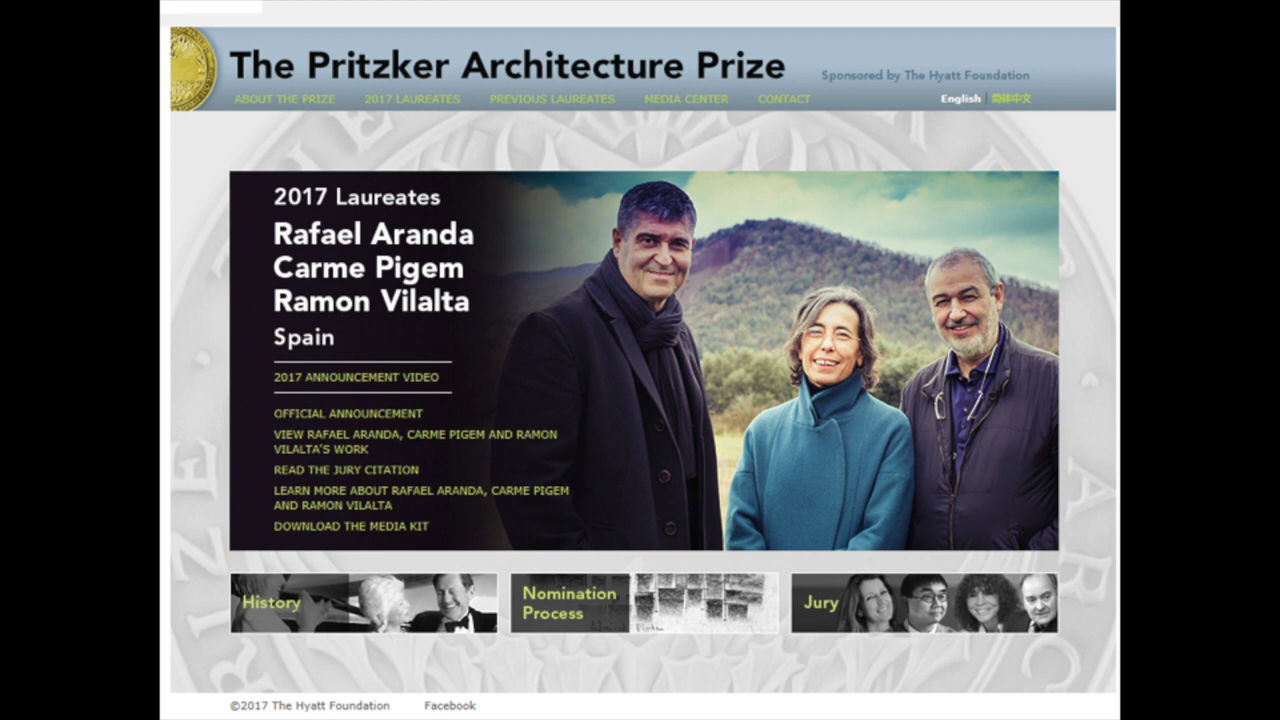 The Pritzker Architecture Prize
Sponsored by The Hyatt Foundation
ABOUT THE PRIZE 2017 LAUREATES PREVIOUS LAUREATES MEDIA CENTER CONTACT English 简体中文
2017 Laureates
Rafael Aranda
Carme Pigem
Ramon Vilalta
Spain
2017 ANNOUNCEMENT VIDEO
OFFICIAL ANNOUNCEMENT
VIEW RAFAEL ARANDA, CARME PIGEM AND RAMON
VILALTA'S WORK
READ THE JURY CITATION
LEARN MORE ABOUT RAFAEL ARANDA, CARME PIGEM
AND RAMON VILALTA
DOWNLOAD THE MEDIA KIT
History
Nomination
Process
Jury
©2017 The Hyatt Foundation Facebook